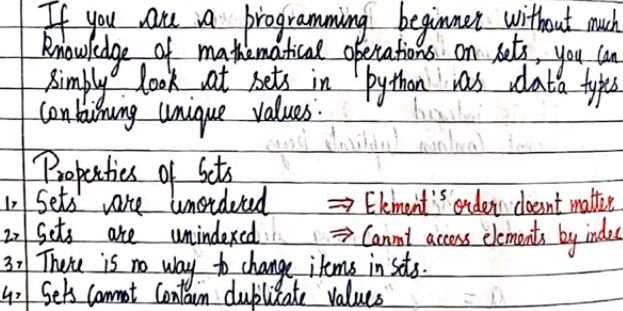 If you are a programming beginner without much
knowledge of mathematical operations on sets, you can
simply look at sets in python as data types
containing unique values.
Properties of Sets
1> Sets are unordered ⇒ Element's order doesnt matter
2> Sets are unindexed ⇒ Cannot access elements by index
3> There is no way to change items in sets.
4> Sets Cannot Contain duplicate values